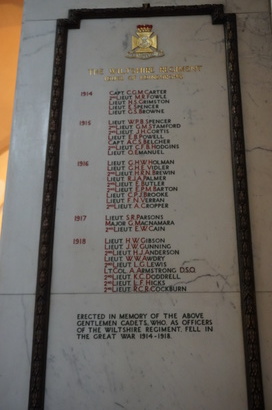 THE WILTSHIRE REGIMENT
1914 CAPT. C.G.M. CARTER
2ND LIEUT. M.R. FOWLE
LIEUT. N.S. GRIMSTON
LIEUT. E. SPENCER
LIEUT. G.S. BROWNE
1915 LIEUT. W.P.B. SPENCER
2ND LIEUT. G.M. STAMFORD
2ND LIEUT. J.H. CORTIS
LIEUT. E.B. POWELL
CAPT. A.C.S. BELCHER
2ND LIEUT. C.F.B. HODGINS
LIEUT. O. EMANUEL
1916 LIEUT. G.H.W. HOLMAN
LIEUT. G.H.E. VIDLER
2ND LIEUT. H.R.N. BREWIN
LIEUT. R.J.A. PALMER
2ND LIEUT. E. BUTLER
2ND LIEUT. E.P.M. BARTON
LIEUT. C.P.J. BROOKE
LIEUT. F.N. VERRAN
2ND LIEUT. A. CROPPER
1917 LIEUT. S.R. PARSONS
MAJOR G. MACNAMARA
2ND LIEUT. E.W. CAIN
1918 LIEUT. H.W. GIBSON
LIEUT. J.W. GUNNING
2ND LIEUT. H.J. ANDERSON
LIEUT. W.W. AWDRY
2ND LIEUT. L.G. LEWIS
LT. COL. A. ARMSTRONG D.S.O.
2ND LIEUT. K.C. DODDRELL
2ND LIEUT. L.F. HICKS
2ND LIEUT. R.C.R. COCKBURN
ERECTED IN MEMORY OF THE ABOVE
GENTLEMEN CADETS, WHO, AS OFFICERS
OF THE WILTSHIRE REGIMENT, FELL IN
THE GREAT WAR 1914-1918.